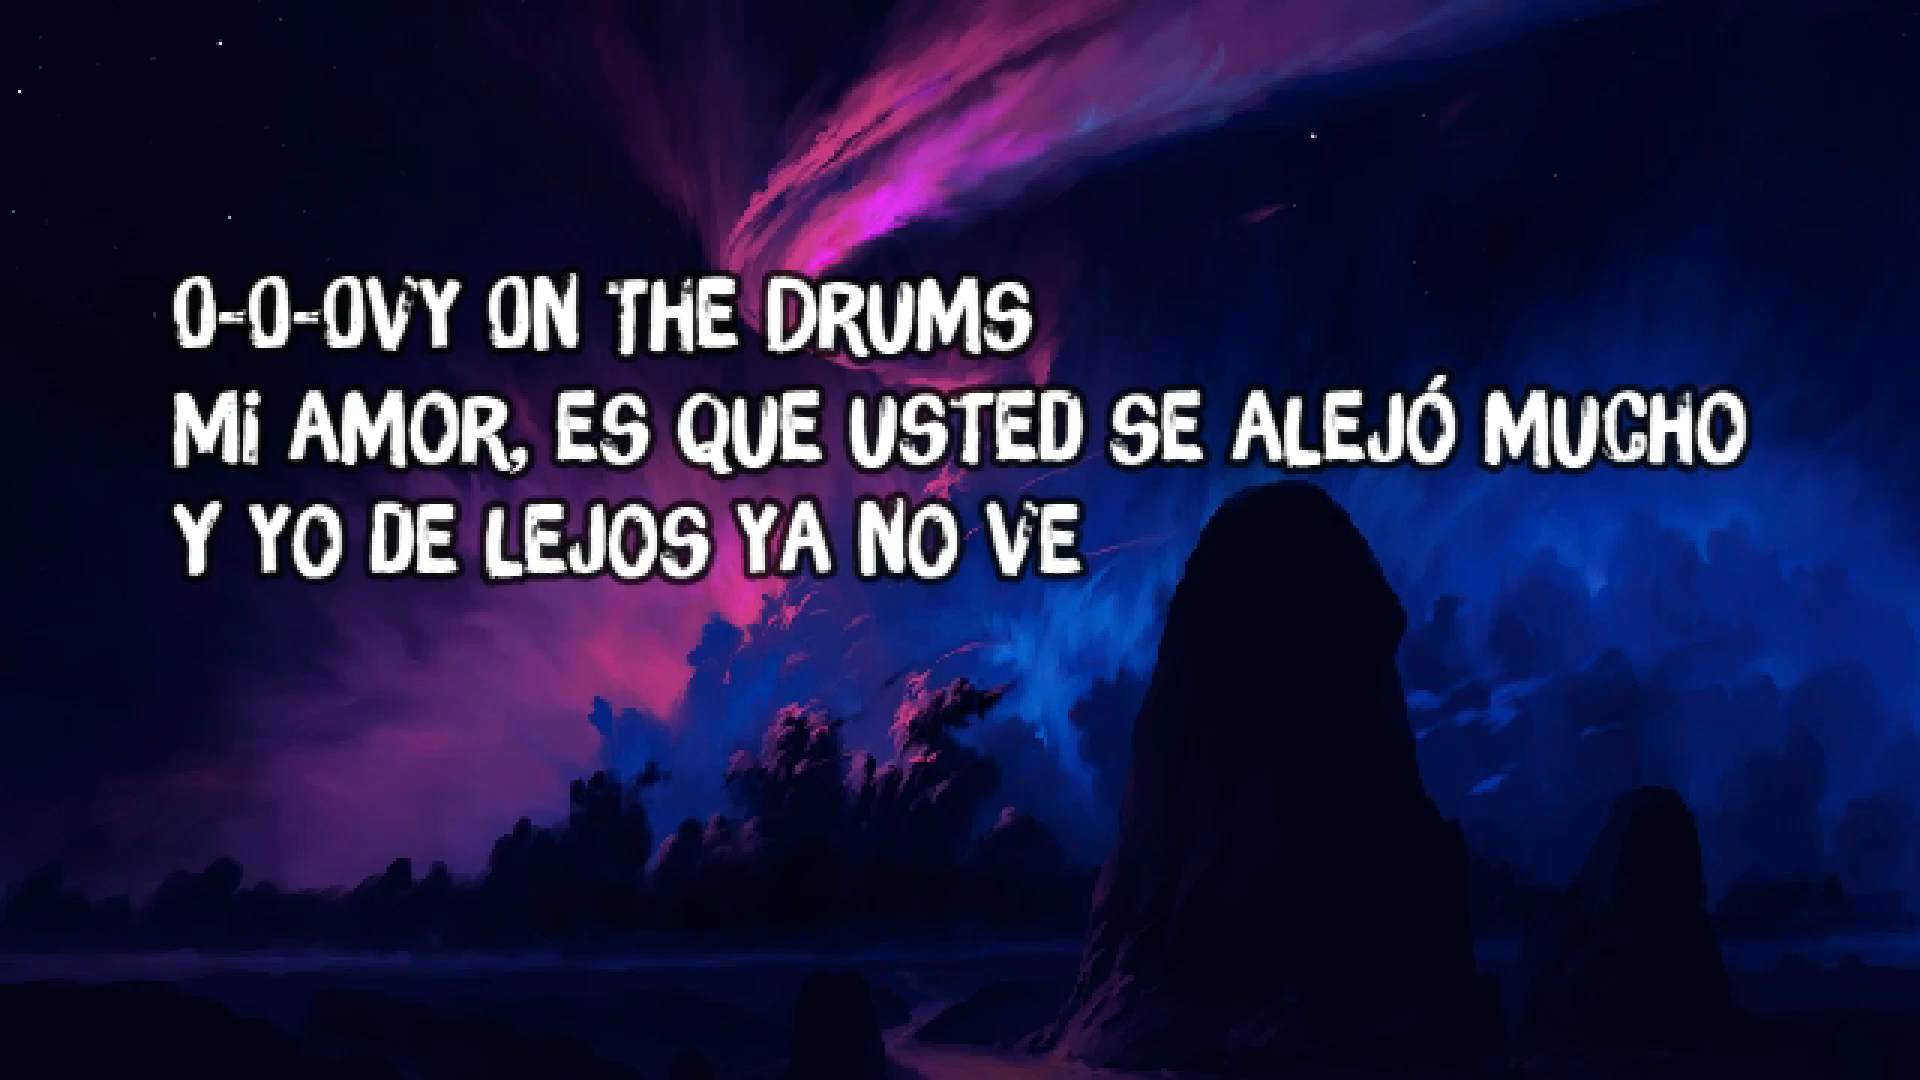 O-O-OVY ON THE DRUMS
Mi AMOR, ES QUE USTED SE ALEJÓ MUCHO
Y YO DE LEJOS YA NO VE